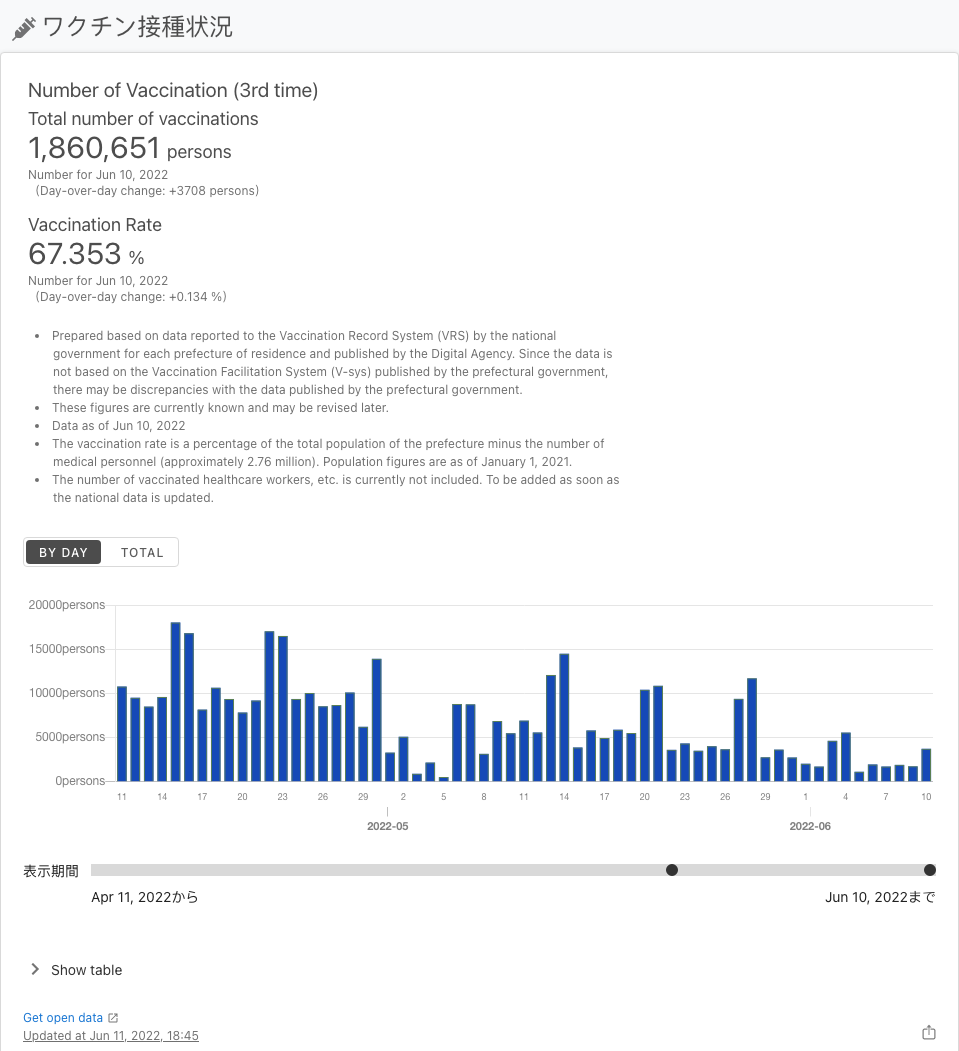 ワクチン接種状況
Number of Vaccination (3rd time)
Total number of vaccinations
1,860,651 persons
Number for Jun 10, 2022
(Day-over-day change: +3708 persons)
Vaccination Rate
67.353 %
Number for Jun 10, 2022
(Day-over-day change: +0.134 %)
• Prepared based on data reported to the Vaccination Record System (VRS) by the national
government for each prefecture of residence and published by the Digital Agency. Since the data is
not based on the Vaccination Facilitation System (V-sys) published by the prefectural government,
there may be discrepancies with the data published by the prefectural government.
• These figures are currently known and may be revised later.
• Data as of Jun 10, 2022
• The vaccination rate is a percentage of the total population of the prefecture minus the number of
medical personnel (approximately 2.76 million). Population figures are as of January 1, 2021.
• The number of vaccinated healthcare workers, etc. is currently not included. To be added as soon as
the national data is updated.
BY DAY TOTAL
20000persons
15000persons
10000persons
5000persons
0persons
11 14 17 20 23 26 29 2 5 8 11 14 17 20 23 26 29 1 4 7 10
2022-05 2022-06
表示期間
Apr 11, 2022から Jun 10, 2022まで
Show table
Get open data
Updated at Jun 11, 2022, 18:45